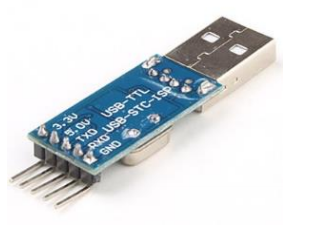 USB-TTL
USB-STC-ISP
3.3V
5.0V
TXD
RXD
GND